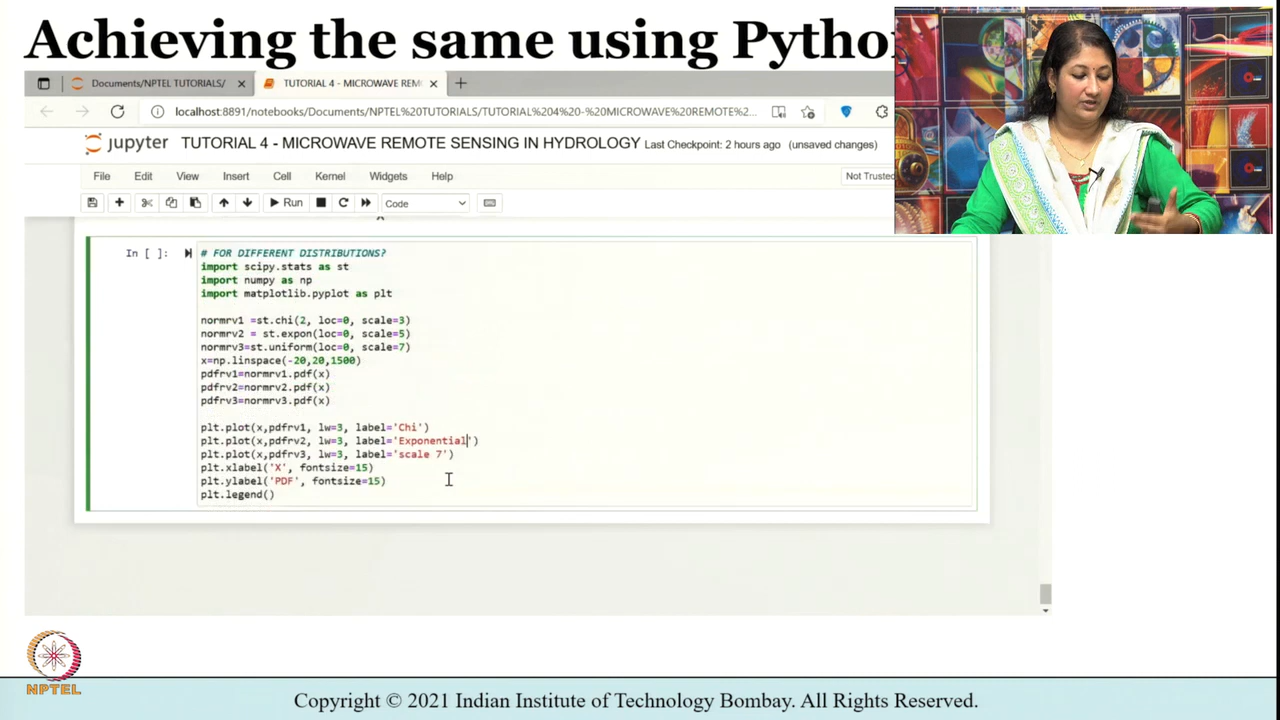 Achieving the same using Pytho
Documents/NPTEL TUTORIALS/
TUTORIAL 4 - MICROWAVE REM
localhost:8891/notebooks/Documents/NPTEL%20TUTORIALS/TUTORIAL%204%20-%20MICROWAVE%20REMOTE%2...
jupyter TUTORIAL 4 - MICROWAVE REMOTE SENSING IN HYDROLOGY Last Checkpoint: 2 hours ago (unsaved changes)
File Edit View Insert Cell Kernel Widgets Help Not Trusted
Run Code
In [ ]:
# FOR DIFFERENT DISTRIBUTIONS?
import scipy.stats as st
import numpy as np
import matplotlib.pyplot as plt
normrv1 =st.chi(2, loc=0, scale=3)
normrv2 = st.expon(loc=0, scale=5)
normrv3=st.uniform(loc=0, scale=7)
x=np.linspace(-20,20,1500)
pdfrv1=normrv1.pdf(x)
pdfrv2=normrv2.pdf(x)
pdfrv3=normrv3.pdf(x)
plt.plot(x,pdfrv1, lw=3, label='Chi')
plt.plot(x,pdfrv2, lw=3, label='Exponential')
plt.plot(x,pdfrv3, lw=3, label='scale 7')
plt.xlabel('X', fontsize=15)
plt.ylabel('PDF', fontsize=15)
plt.legend()
NPTEL
Copyright © 2021 Indian Institute of Technology Bombay. All Rights Reserved.